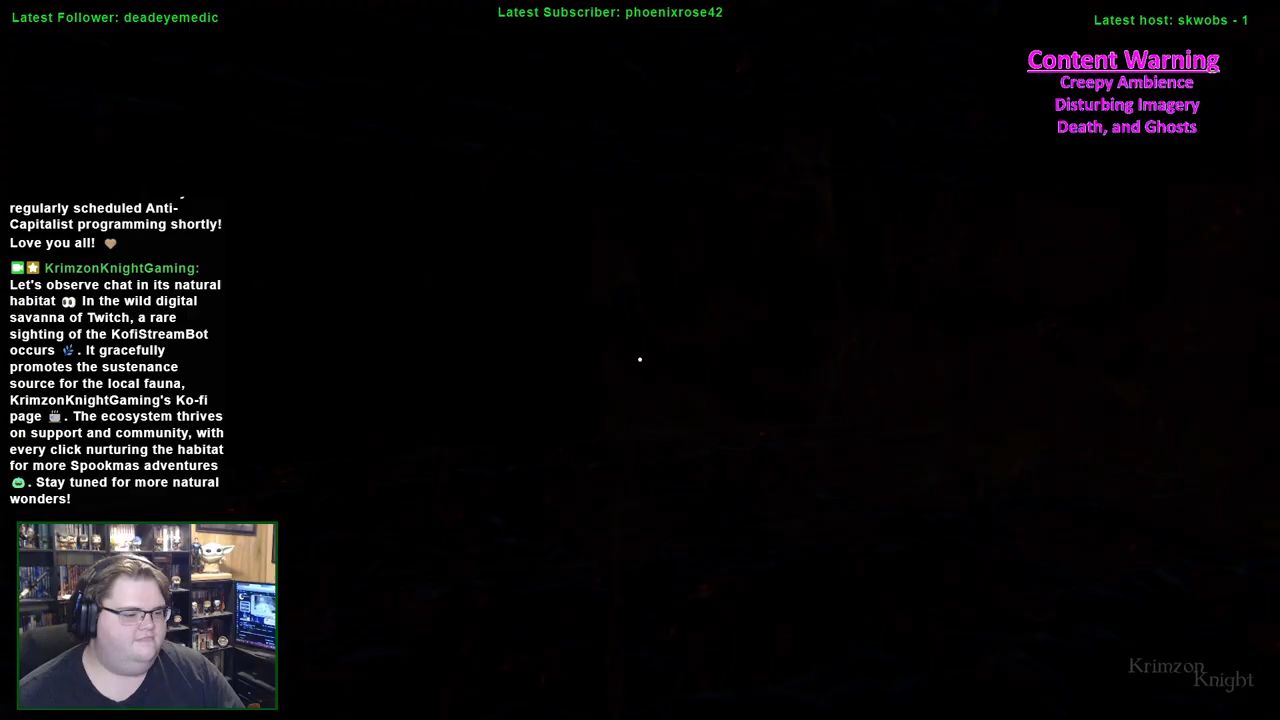 Latest Follower: deadeyemedic
Latest Subscriber: phoenixrose42
Latest host: skwobs - 1
Content Warning
Creepy Ambience
Disturbing Imagery
Death, and Ghosts
regularly scheduled Anti-
Capitalist programming shortly!
Love you all!
KrimzonKnightGaming:
Let's observe chat in its natural
habitat In the wild digital
savanna of Twitch, a rare
sighting of the KofiStreamBot
occurs . It gracefully
promotes the sustenance
source for the local fauna,
KrimzonKnightGaming's Ko-fi
page . The ecosystem thrives
on support and community, with
every click nurturing the habitat
for more Spookmas adventures
. Stay tuned for more natural
wonders!
Krimzon
Knight